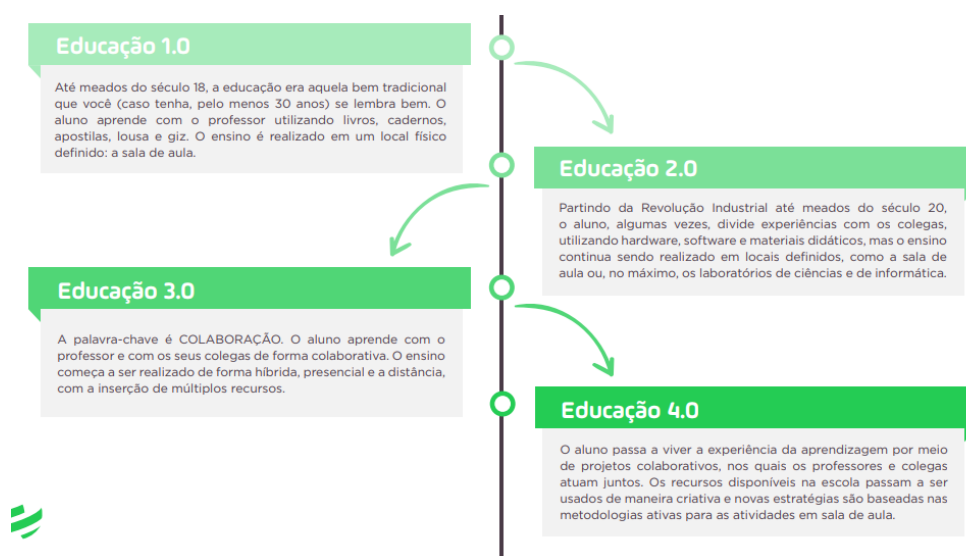 Educação 1.0
Até meados do século 18, a educação era aquela bem tradicional
que você (caso tenha, pelo menos 30 anos) se lembra bem. O
aluno aprende com o professor utilizando livros, cadernos,
apostilas, lousa e giz. O ensino é realizado em um local físico
definido: a sala de aula.
Educação 2.0
Partindo da Revolução Industrial até meados do século 20,
o aluno, algumas vezes, divide experiências com os colegas,
utilizando hardware, software e materiais didáticos, mas o ensino
continua sendo realizado em locais definidos, como a sala de
aula ou, no máximo, os laboratórios de ciências e de informática.
Educação 3.0
A palavra-chave é COLABORAÇÃO. O aluno aprende com o
professor e com os seus colegas de forma colaborativa. O ensino
começa a ser realizado de forma híbrida, presencial e a distância,
com a inserção de múltiplos recursos.
Educação 4.0
O aluno passa a viver a experiência da aprendizagem por meio
de projetos colaborativos, nos quais os professores e colegas
atuam juntos. Os recursos disponíveis na escola passam a ser
usados de maneira criativa e novas estratégias são baseadas nas
metodologias ativas para as atividades em sala de aula.